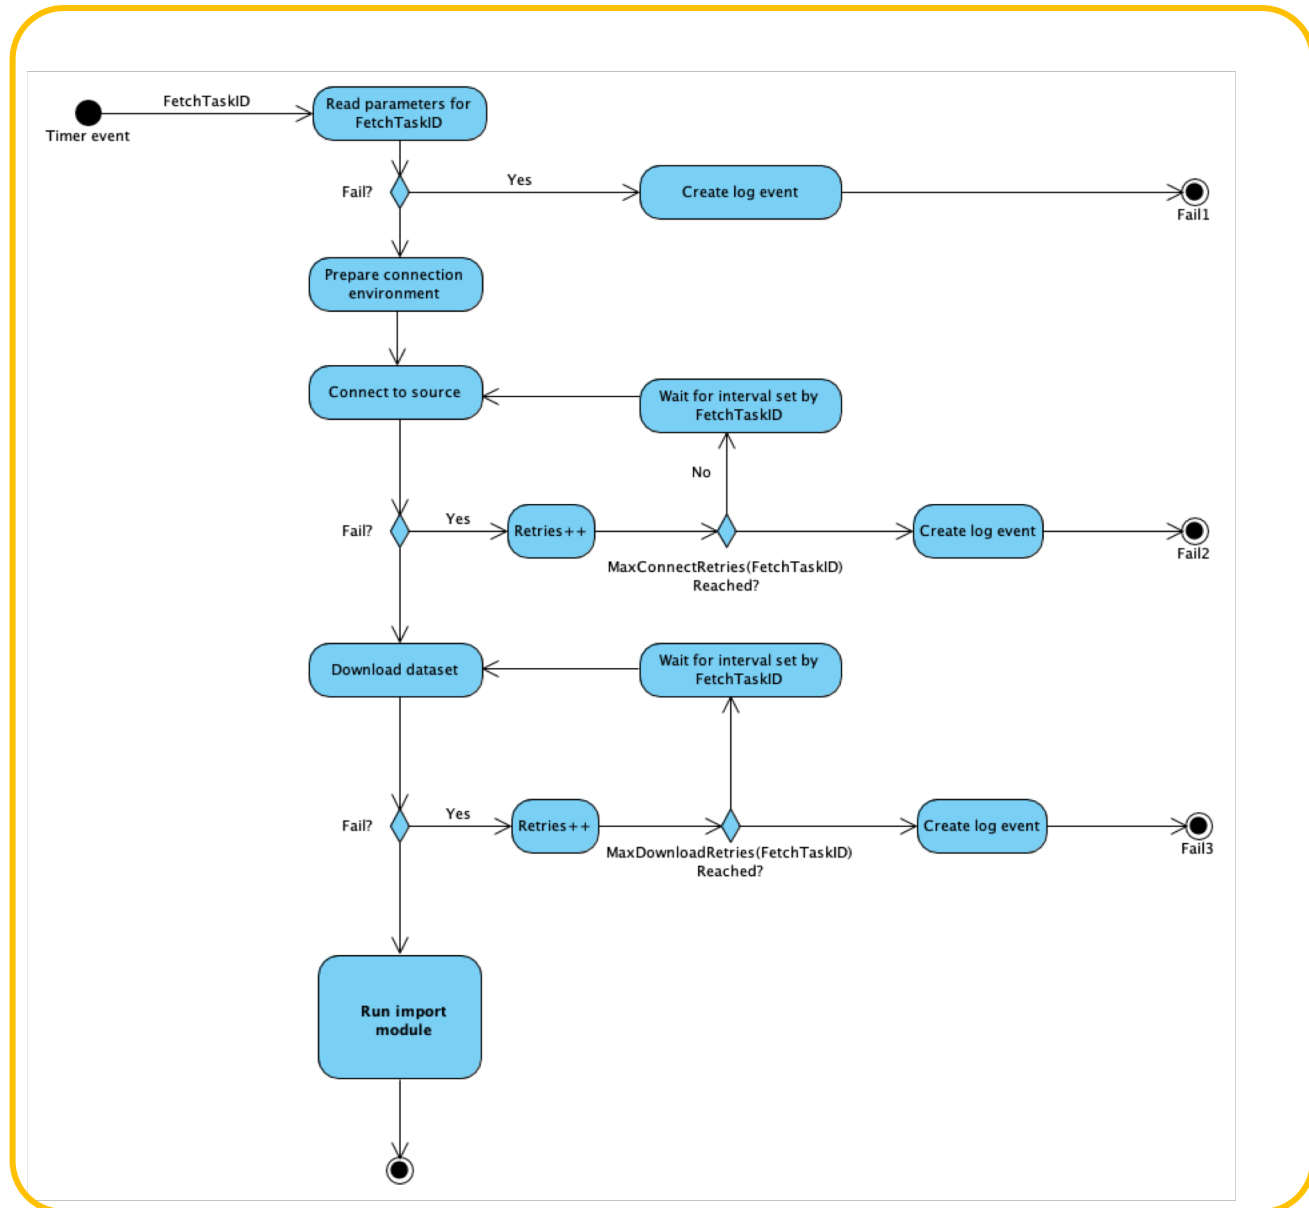 FetchTaskID
Timer event
Read parameters for
FetchTaskID
Fail?
Yes
Create log event
Fail1
Prepare connection
environment
Connect to source
Wait for interval set by
FetchTaskID
No
Fail?
Yes
Retries++
MaxConnectRetries(FetchTaskID)
Reached?
Create log event
Fail2
Download dataset
Wait for interval set by
FetchTaskID
Fail?
Yes
Retries++
MaxDownloadRetries(FetchTaskID)
Reached?
Create log event
Fail3
Run import
module